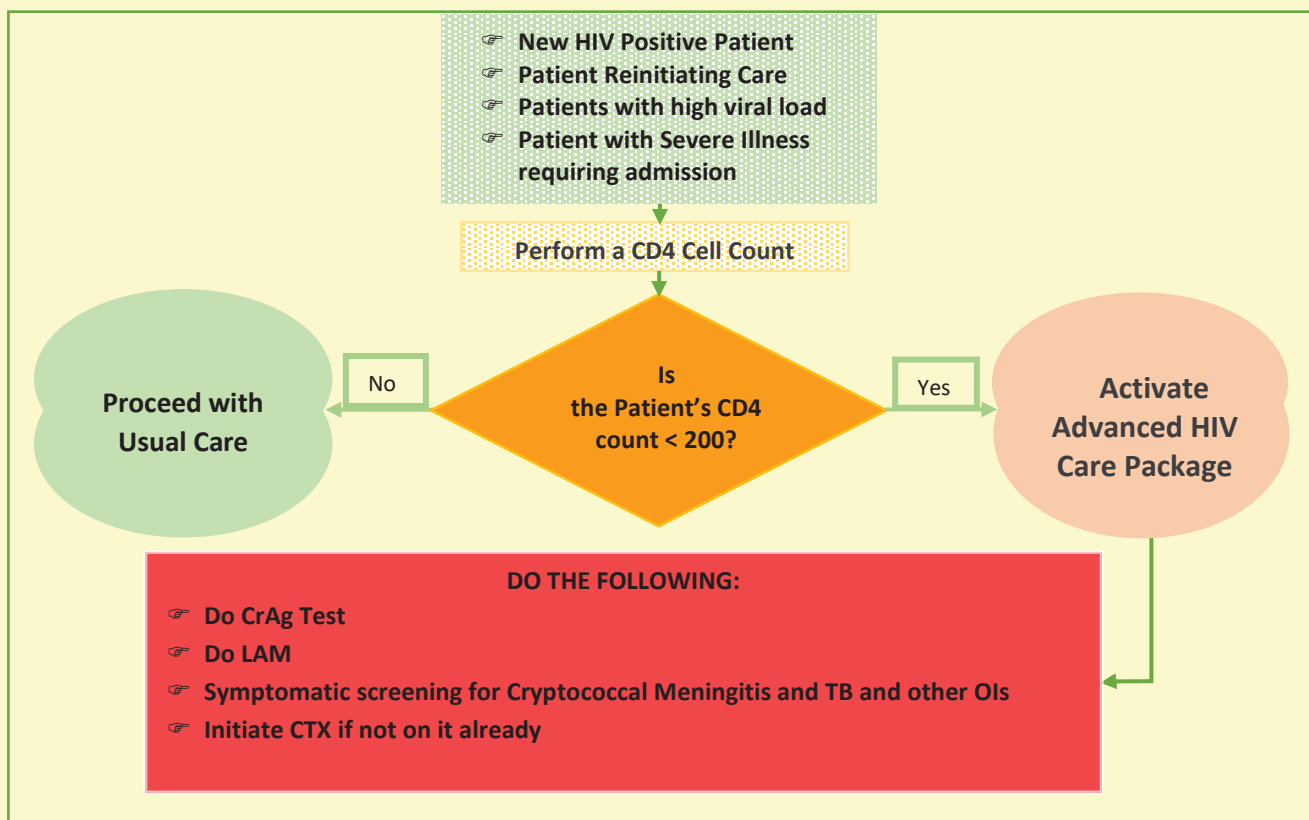 ☞ New HIV Positive Patient
☞ Patient Reinitiating Care
☞ Patients with high viral load
☞ Patient with Severe Illness
requiring admission
Perform a CD4 Cell Count
Is
the Patient’s CD4
count < 200?
No
Yes
Proceed with
Usual Care
Activate
Advanced HIV
Care Package
DO THE FOLLOWING:
☞ Do CrAg Test
☞ Do LAM
☞ Symptomatic screening for Cryptococcal Meningitis and TB and other OIs
☞ Initiate CTX if not on it already